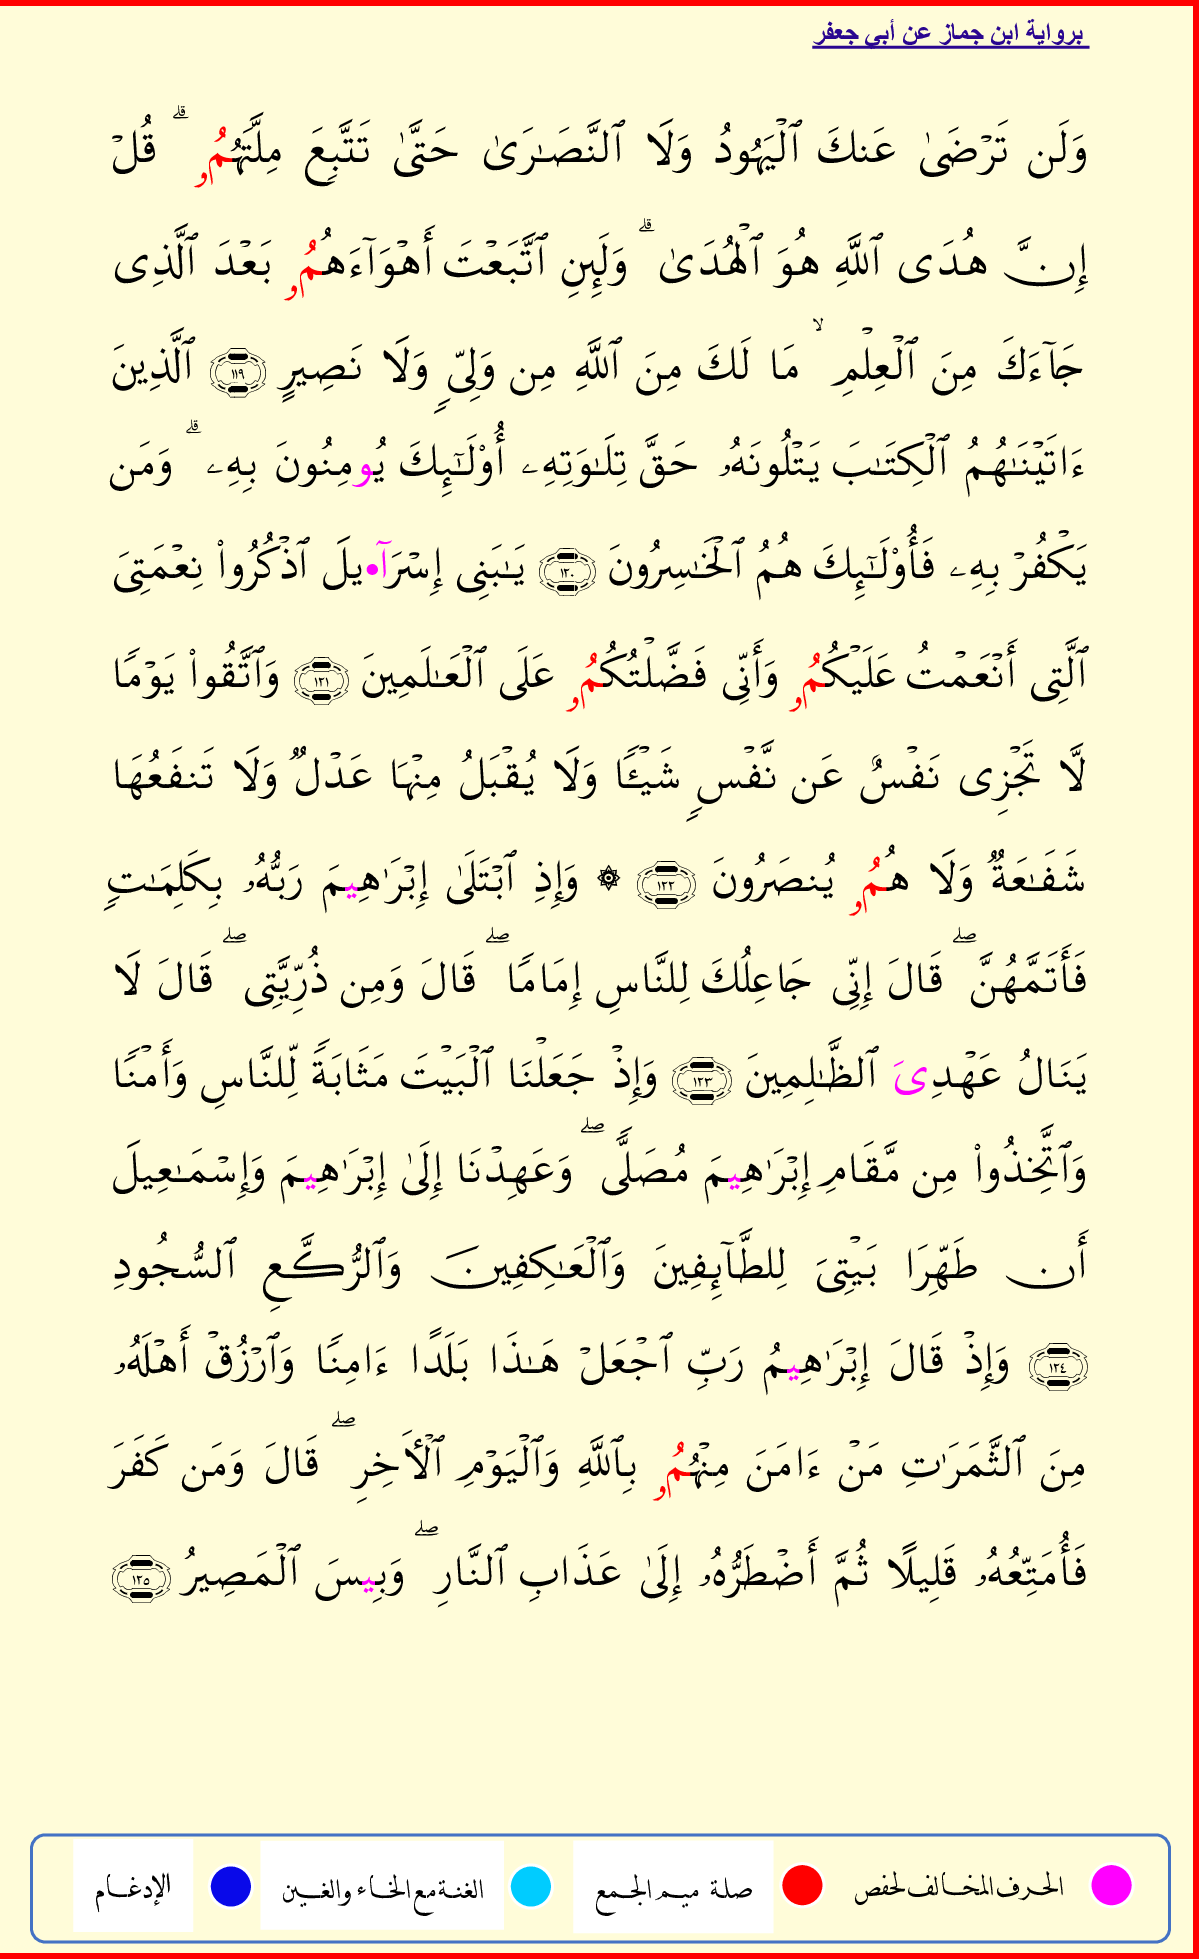 برواية ابن جماز عن أبي جعفر
وَلَن تَرْضَىٰ عَنكَ ٱلْيَهُودُ وَلَا ٱلنَّصَـٰرَىٰ حَتَّىٰ تَتَّبِعَ مِلَّتَهُمُۥ ۗ قُلْ
إِنَّ هُدَى ٱللَّهِ هُوَ ٱلْهُدَىٰ ۗ وَلَئِنِ ٱتَّبَعْتَ أَهْوَآءَهُمُۥ بَعْدَ ٱلَّذِى
جَآءَكَ مِنَ ٱلْعِلْمِ ۙ مَا لَكَ مِنَ ٱللَّهِ مِن وَلِىٍّ وَلَا نَصِيرٍ ١١٩ ٱلَّذِينَ
ءَاتَيْنَـٰهُمُ ٱلْكِتَـٰبَ يَتْلُونَهُۥ حَقَّ تِلَـٰوَتِهِۦ أُو۟لَـٰٓئِكَ يُومِنُونَ بِهِۦ ۗ وَمَن
يَكْفُرْ بِهِۦ فَأُو۟لَـٰٓئِكَ هُمُ ٱلْخَـٰسِرُونَ ١٢٠ يَـٰبَنِى إِسْرَآ•يلَ ٱذْكُرُوا۟ نِعْمَتِىَ
ٱلَّتِى أَنْعَمْتُ عَلَيْكُمُۥ وَأَنِّى فَضَّلْتُكُمُۥ عَلَى ٱلْعَـٰلَمِينَ ١٢١ وَٱتَّقُوا۟ يَوْمًا
لَّا تَجْزِى نَفْسٌ عَن نَّفْسٍ شَيْـًٔا وَلَا يُقْبَلُ مِنْهَا عَدْلٌ وَلَا تَنفَعُهَا
شَفَـٰعَةٌ وَلَا هُمُۥ يُنصَرُونَ ١٢٢ ۞ وَإِذِ ٱبْتَلَىٰ إِبْرَٰهِيمَ رَبُّهُۥ بِكَلِمَـٰتٍ
فَأَتَمَّهُنَّ ۖ قَالَ إِنِّى جَاعِلُكَ لِلنَّاسِ إِمَامًا ۖ قَالَ وَمِن ذُرِّيَّتِى ۖ قَالَ لَا
يَنَالُ عَهْدِىَ ٱلظَّـٰلِمِينَ ١٢٣ وَإِذْ جَعَلْنَا ٱلْبَيْتَ مَثَابَةً لِّلنَّاسِ وَأَمْنًا
وَٱتَّخِذُوا۟ مِن مَّقَامِ إِبْرَٰهِيمَ مُصَلًّى ۖ وَعَهِدْنَا إِلَىٰ إِبْرَٰهِيمَ وَإِسْمَـٰعِيلَ
أَن طَهِّرَا بَيْتِىَ لِلطَّآئِفِينَ وَٱلْعَـٰكِفِينَ وَٱلرُّكَّعِ ٱلسُّجُودِ
١٢٤ وَإِذْ قَالَ إِبْرَٰهِيمُ رَبِّ ٱجْعَلْ هَـٰذَا بَلَدًا ءَامِنًا وَٱرْزُقْ أَهْلَهُۥ
مِنَ ٱلثَّمَرَٰتِ مَنْ ءَامَنَ مِنْهُمُۥ بِٱللَّهِ وَٱلْيَوْمِ ٱلْأَخِرِ ۖ قَالَ وَمَن كَفَرَ
فَأُمَتِّعُهُۥ قَلِيلًا ثُمَّ أَضْطَرُّهُۥ إِلَىٰ عَذَابِ ٱلنَّارِ ۖ وَبِيسَ ٱلْمَصِيرُ ١٢٥
الحرف المخالف لحفص صلة ميم الجمع الغنة مع الخاء والغين الإدغام